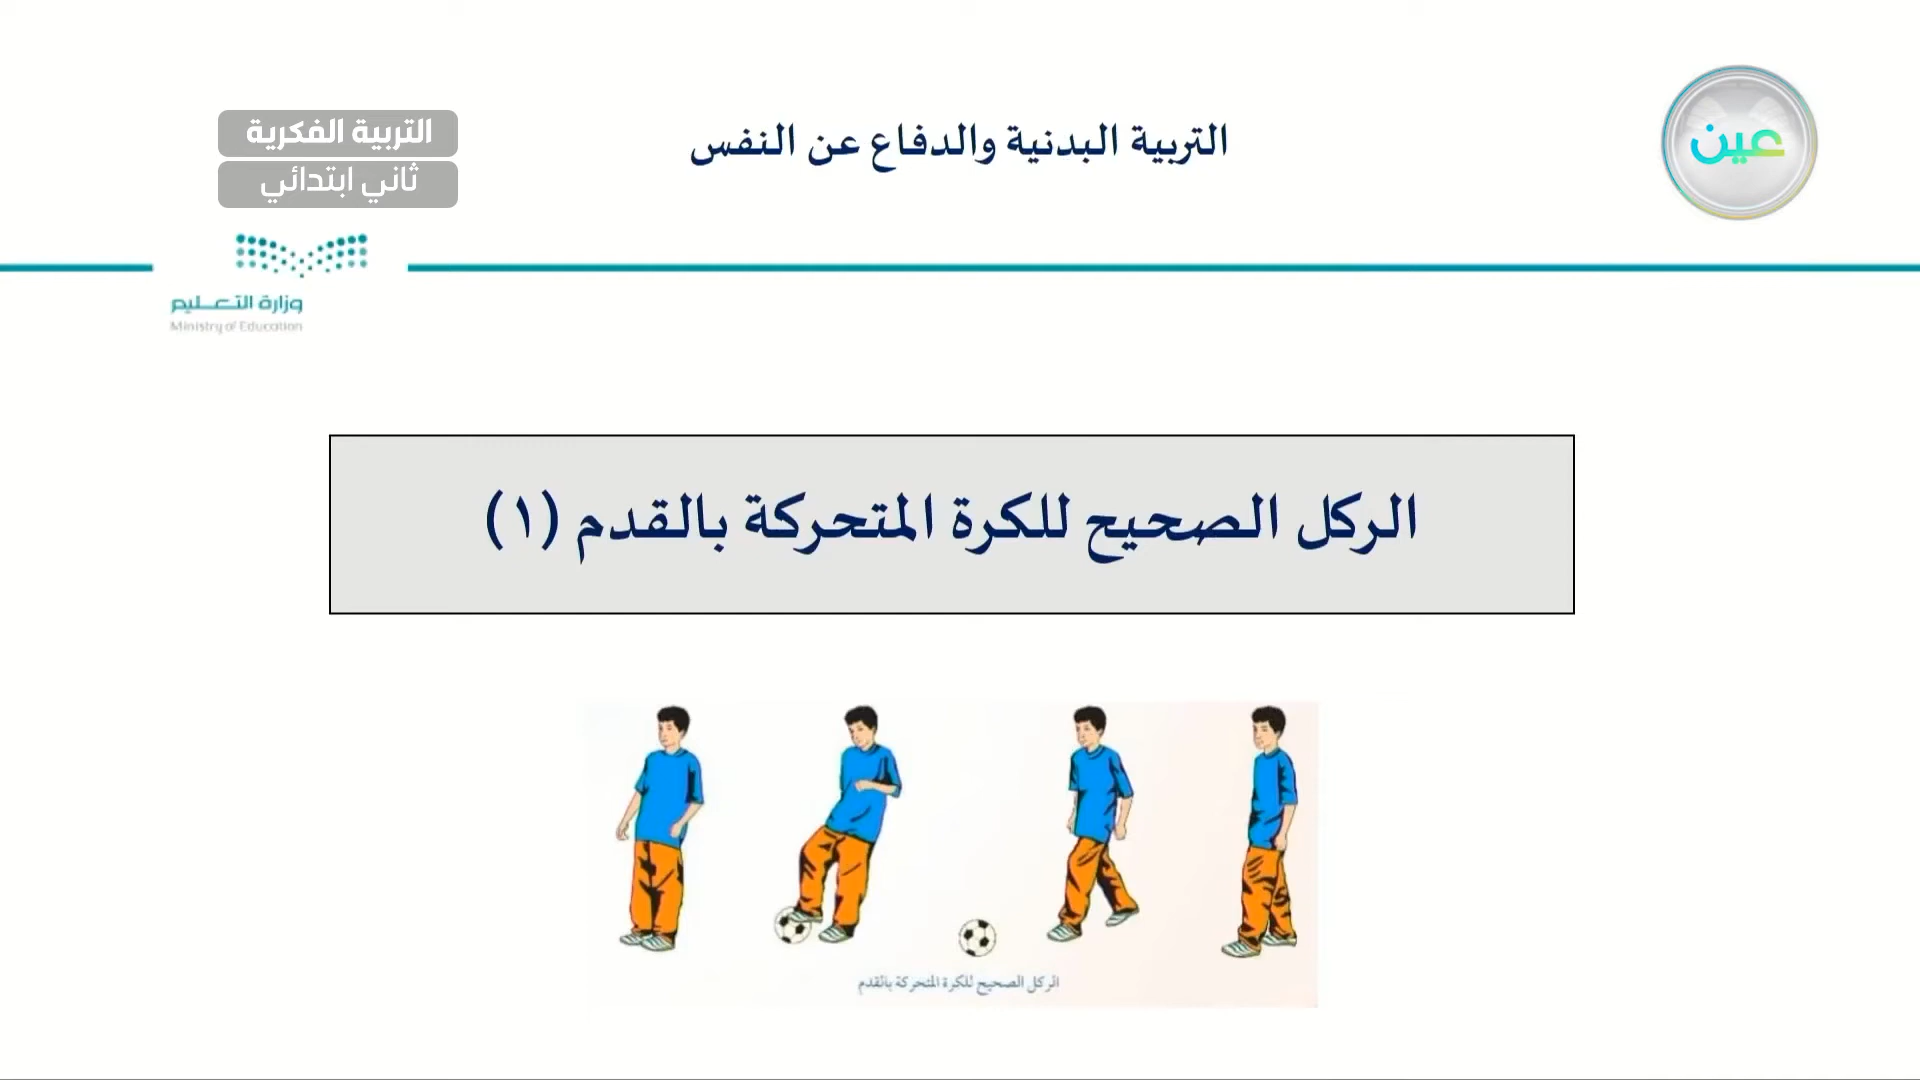 عين
التربية البدنية والدفاع عن النفس
التربية الفكرية
ثاني ابتدائي
وزارة التعـليم
Ministry of Education
الركل الصحيح للكرة المتحركة بالقدم (١)
الركل الصحيح للكرة المتحركة بالقدم